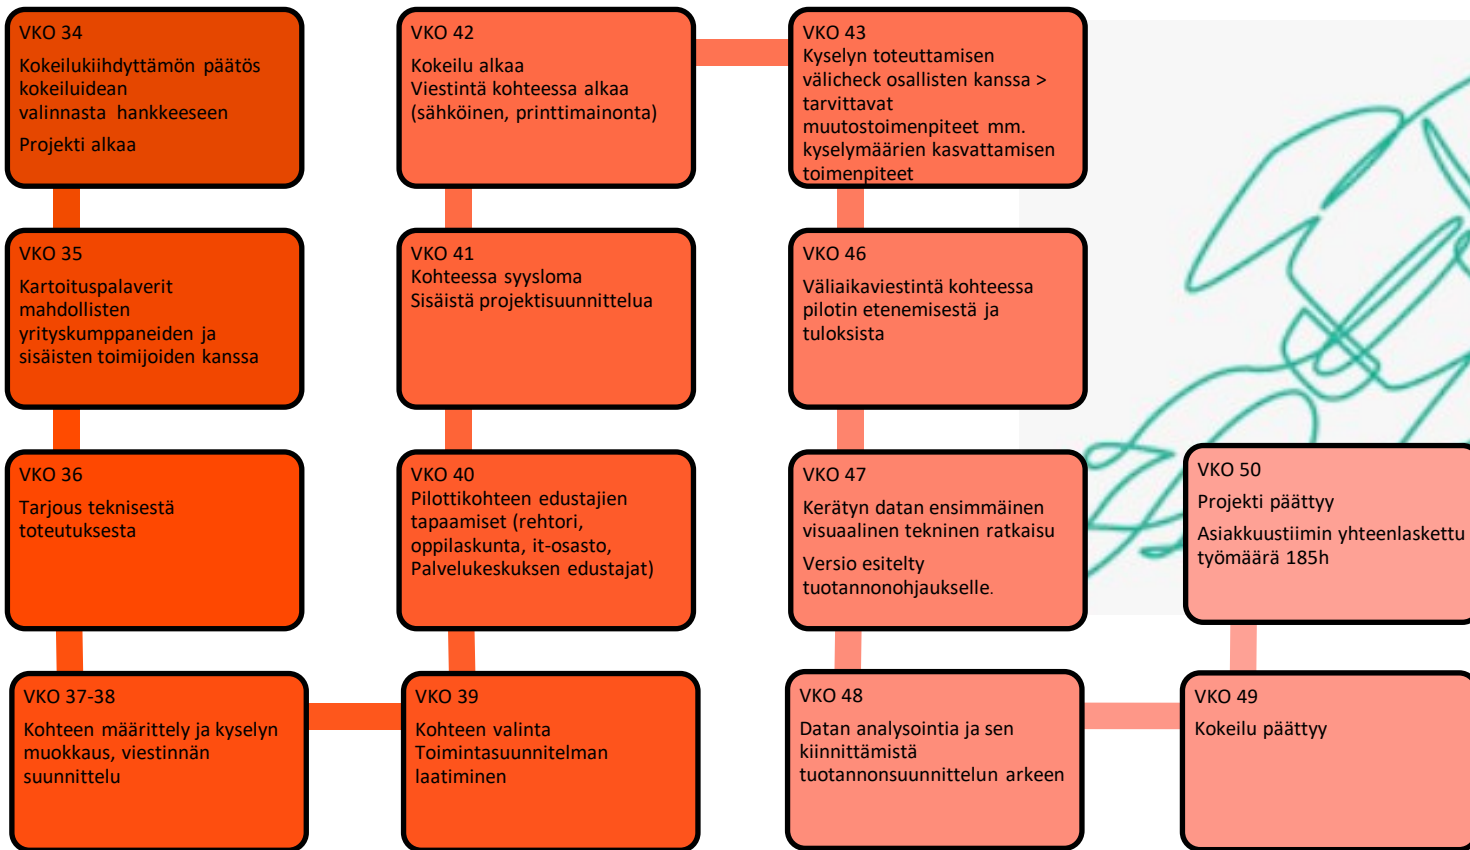 VKO 34
Kokeilukiihdyttämön päätös
kokeiluidean
valinnasta hankkeeseen
Projekti alkaa
VKO 35
Kartoituspalaverit
mahdollisten
yrityskumppaneiden ja
sisäisten toimijoiden kanssa
VKO 36
Tarjous teknisestä
toteutuksesta
VKO 37-38
Kohteen määrittely ja kyselyn
muokkaus, viestinnän
suunnittelu
VKO 39
Kohteen valinta
Toimintasuunnitelman
laatiminen
VKO 40
Pilottikohteen edustajien
tapaamiset (rehtori,
oppilaskunta, it-osasto,
Palvelukeskuksen edustajat)
VKO 41
Kohteessa syysloma
Sisäistä projektisuunnittelua
VKO 42
Kokeilu alkaa
Viestintä kohteessa alkaa
(sähköinen, printtimainonta)
VKO 43
Kyselyn toteuttamisen
välicheck osallisten kanssa >
tarvittavat
muutostoimenpiteet mm.
kyselymäärien kasvattamisen
toimenpiteet
VKO 46
Väliaikaviestintä kohteessa
pilotin etenemisestä ja
tuloksista
VKO 47
Kerätyn datan ensimmäinen
visuaalinen tekninen ratkaisu
Versio esitelty
tuotannonohjaukselle.
VKO 48
Datan analysointia ja sen
kiinnittämistä
tuotannonsuunnittelun arkeen
VKO 49
Kokeilu päättyy
VKO 50
Projekti päättyy
Asiakkuustiimin yhteenlaskettu
työmäärä 185h